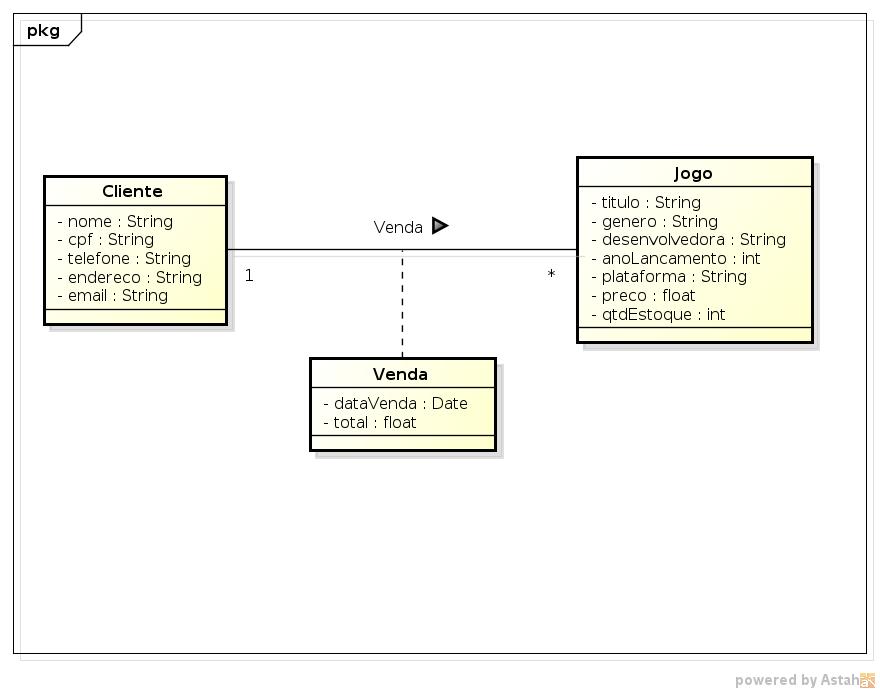 pkg
Cliente
- nome : String
- cpf : String
- telefone : String
- endereco : String
- email : String
Venda
1
*
Jogo
- titulo : String
- genero : String
- desenvolvedora : String
- anoLancamento : int
- plataforma : String
- preco : float
- qtdEstoque : int
Venda
- dataVenda : Date
- total : float
powered by Astah